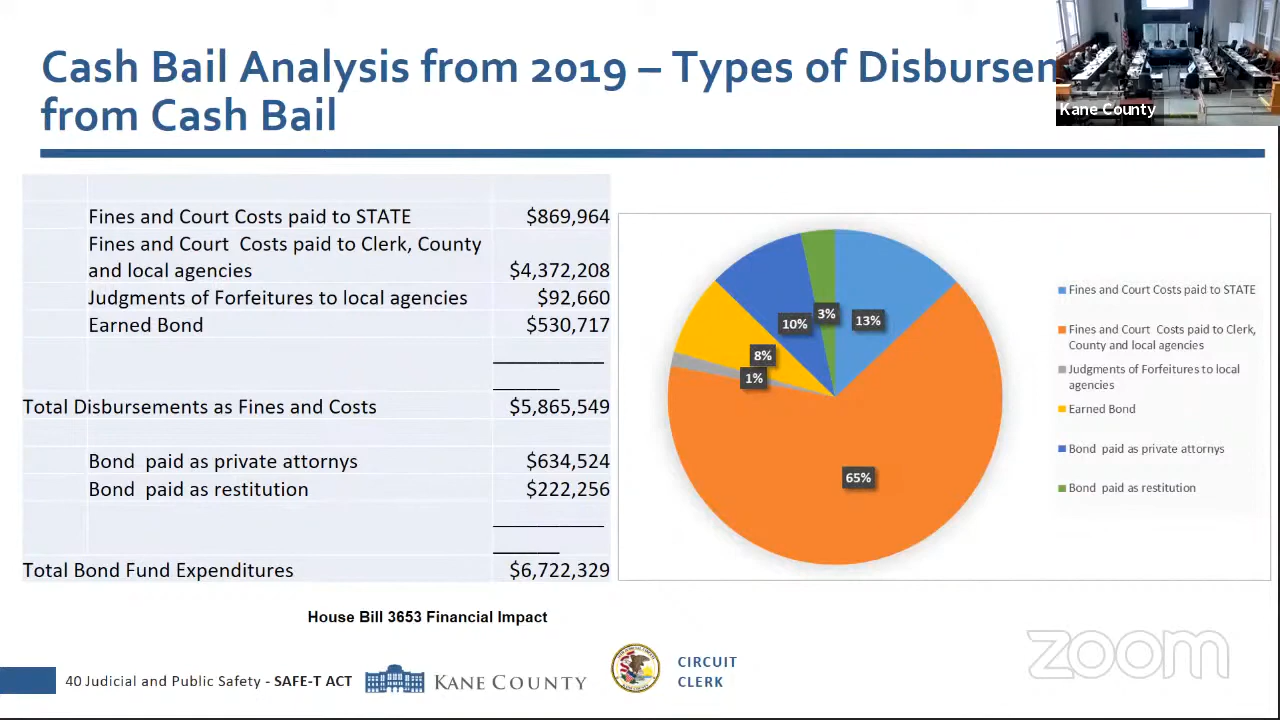 Cash Bail Analysis from 2019 – Types of Disbursen
from Cash Bail
Kane County
Fines and Court Costs paid to STATE $869,964
Fines and Court Costs paid to Clerk, County
and local agencies $4,372,208
Judgments of Forfeitures to local agencies $92,660
Earned Bond $530,717
Total Disbursements as Fines and Costs $5,865,549
Bond paid as private attornys $634,524
Bond paid as restitution $222,256
Total Bond Fund Expenditures $6,722,329
13%
65%
1%
8%
10%
3%
Fines and Court Costs paid to STATE
Fines and Court Costs paid to Clerk,
County and local agencies
Judgments of Forfeitures to local
agencies
Earned Bond
Bond paid as private attornys
Bond paid as restitution
House Bill 3653 Financial Impact
40 Judicial and Public Safety - SAFE-T ACT
KANE COUNTY
CIRCUIT
CLERK
zoom